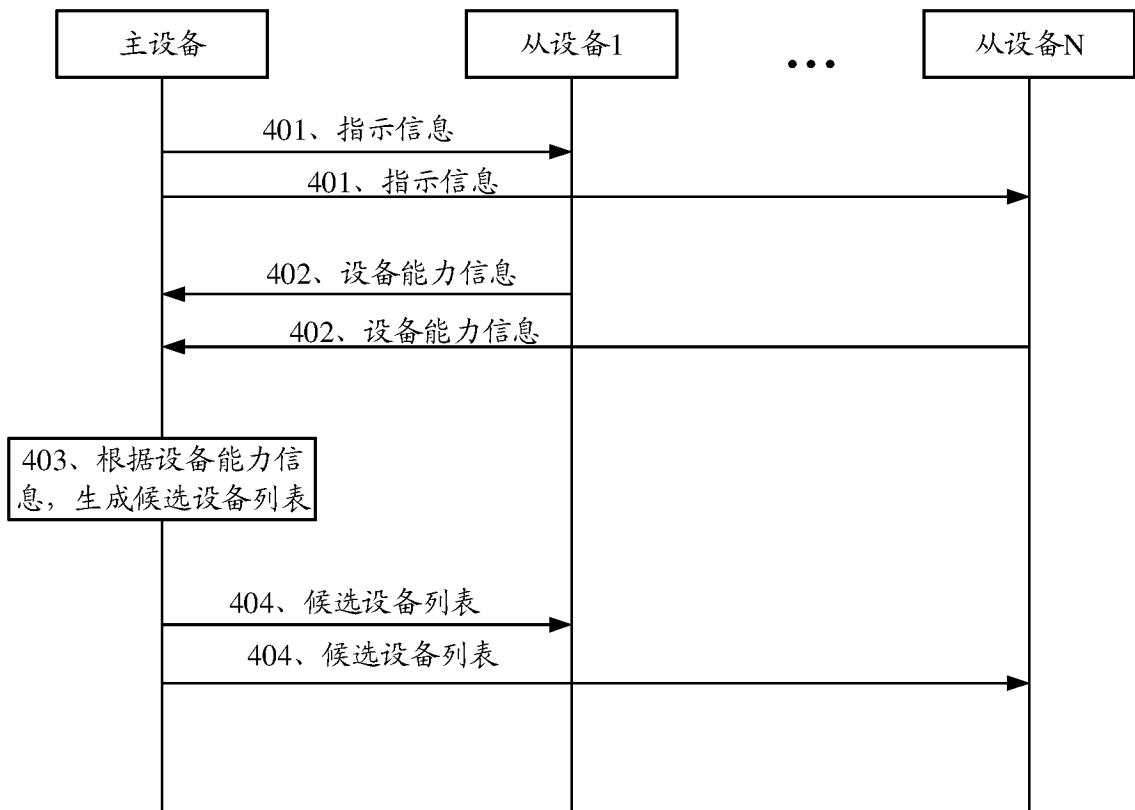 主设备
从设备1
...
从设备N
401、指示信息
401、指示信息
402、设备能力信息
402、设备能力信息
403、根据设备能力信
息，生成候选设备列表
404、候选设备列表
404、候选设备列表